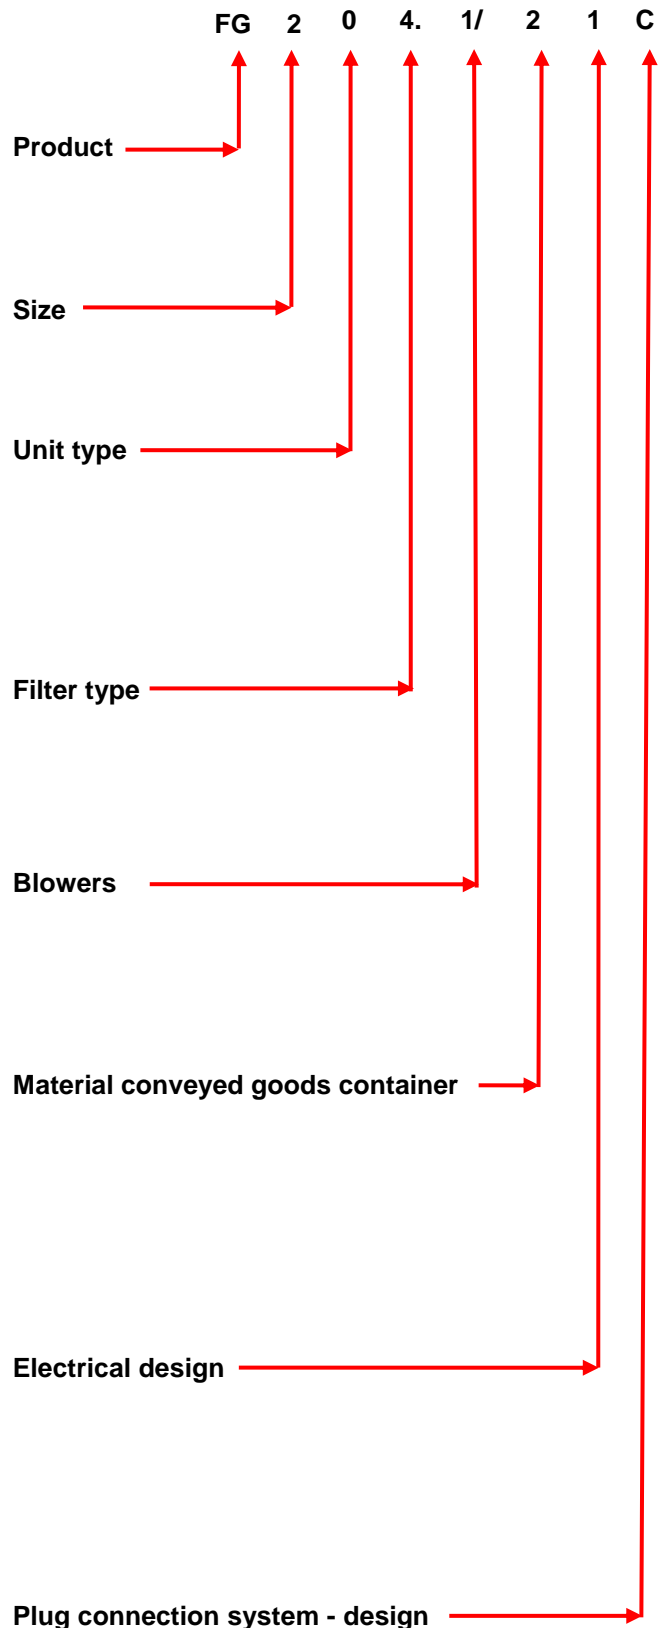 FG 2 0 4. 1/ 2 1 C
Product
Size
Unit type
Filter type
Blowers
Material conveyed goods container
Electrical design
Plug connection system - design